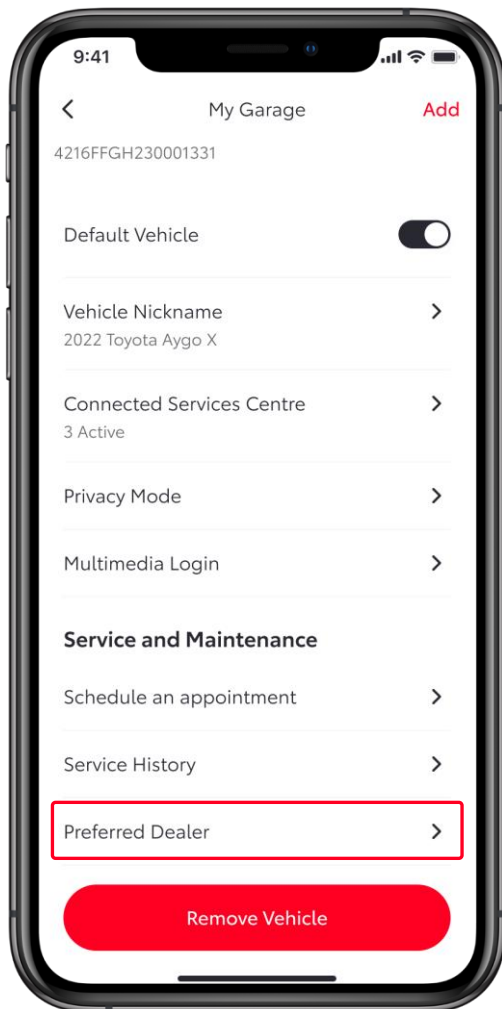 9:41
My Garage
Add
4216FFGH230001331
Default Vehicle
Vehicle Nickname
2022 Toyota Aygo X
Connected Services Centre
3 Active
Privacy Mode
Multimedia Login
Service and Maintenance
Schedule an appointment
Service History
Preferred Dealer
Remove Vehicle